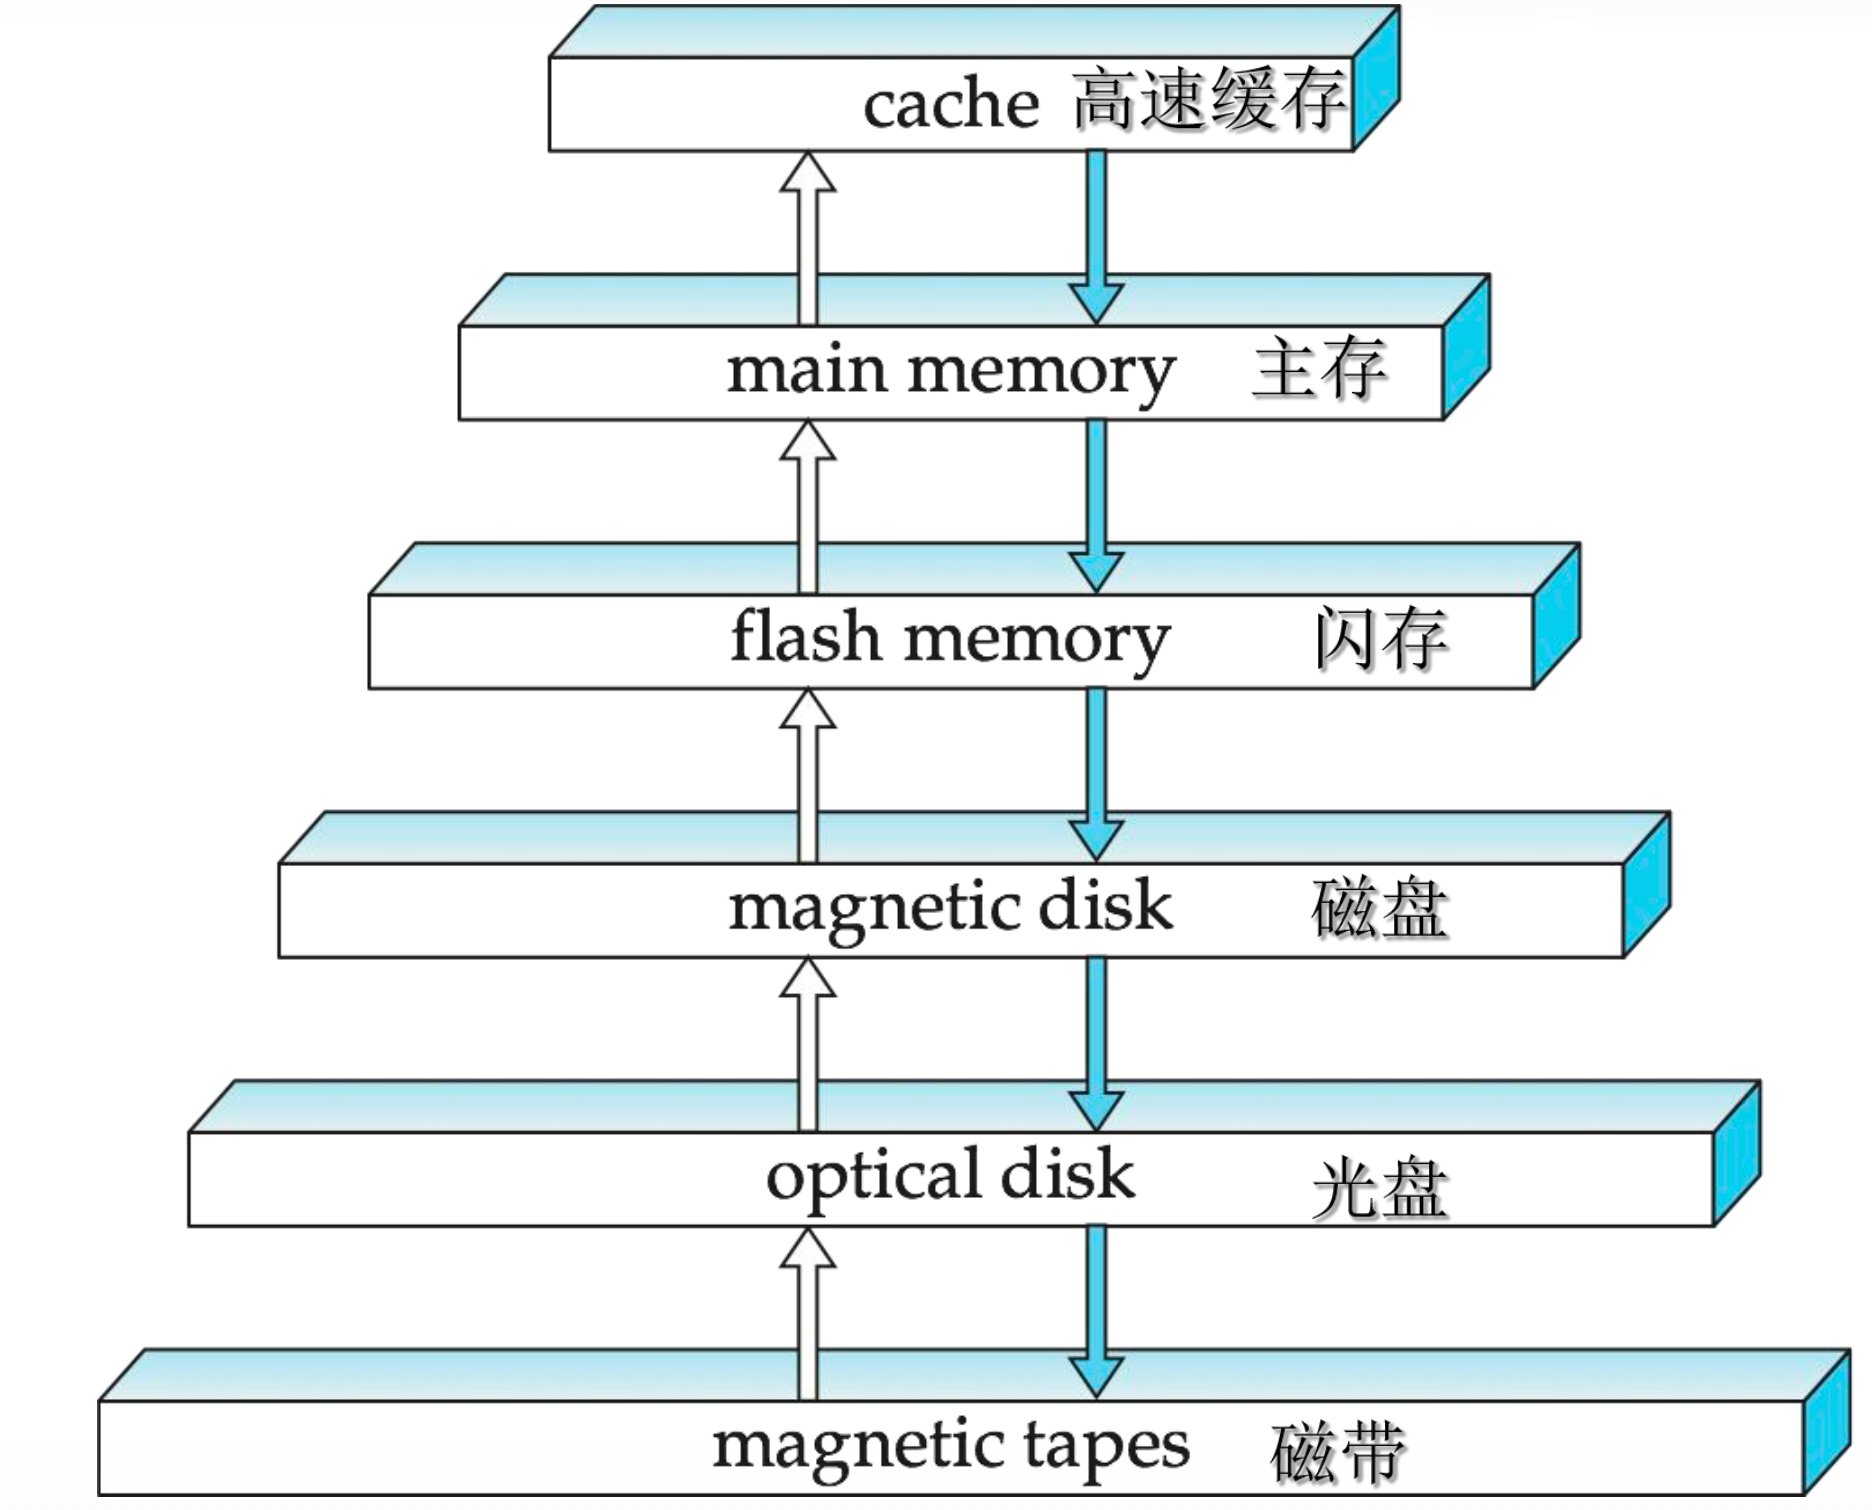 cache 高速缓存
main memory 主存
flash memory 闪存
magnetic disk 磁盘
optical disk 光盘
magnetic tapes 磁带